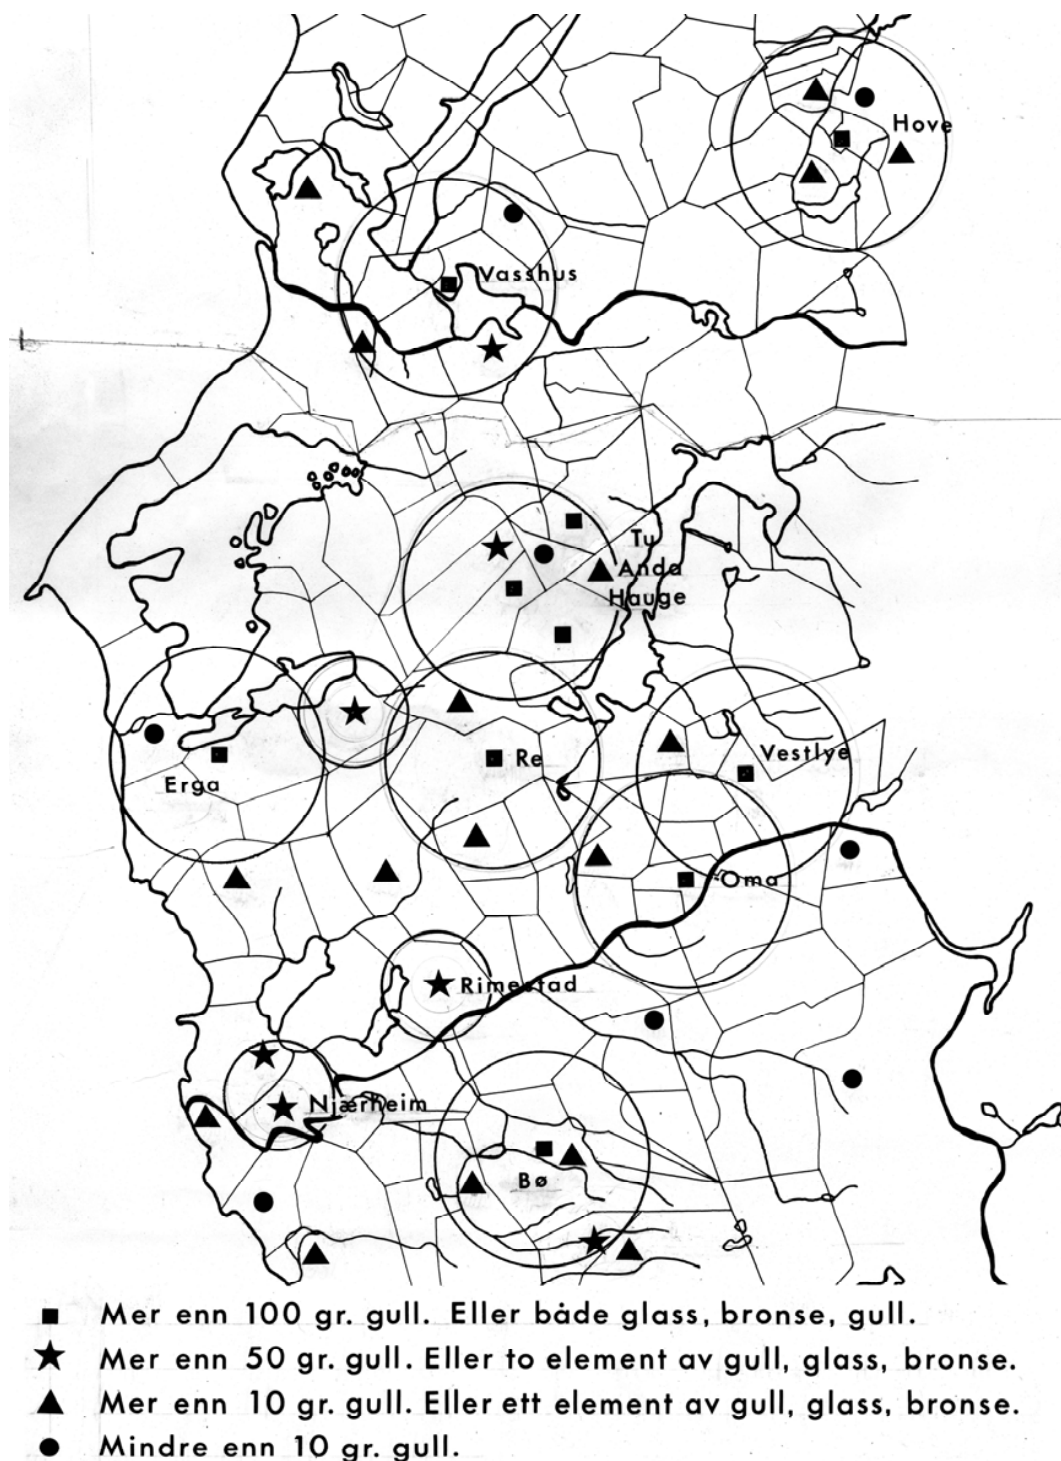 Hove
Vasshus
Tu
Anda
Hauge
Re
Vestlye
Erga
Oma
Rimestad
Njærheim
Bø
Mer enn 100 gr. gull. Eller både glass, bronse, gull.
Mer enn 50 gr. gull. Eller to element av gull, glass, bronse.
Mer enn 10 gr. gull. Eller ett element av gull, glass, bronse.
Mindre enn 10 gr. gull.